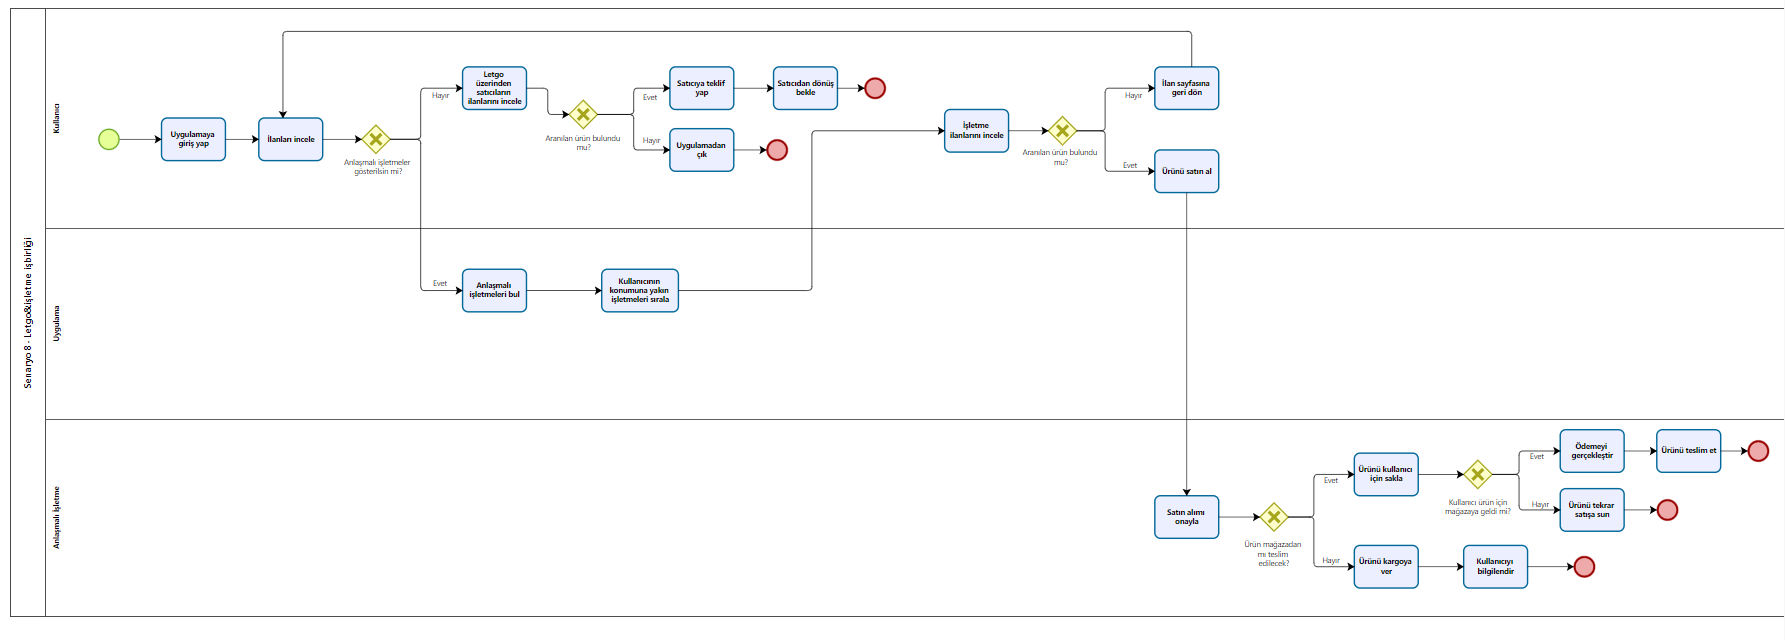 Senaryo 8 - Letgo&işletme işbirliği
Kullanıcı
Uygulamaya
giriş yap
İlanları incele
Anlaşmalı işletmeler
gösterilsin mi?
Hayır
Letgo
üzerinden
satıcıların
ilanlarını incele
Aranılan ürün bulundu
mu?
Evet
Satıcıya teklif
yap
Satıcıdan dönüş
bekle
Hayır
Uygulamadan
çık
İşletme
ilanlarını incele
Aranılan ürün bulundu
mu?
Hayır
İlan sayfasına
geri dön
Evet
Ürünü satın al
Uygulama
Evet
Anlaşmalı
işletmeleri bul
Kullanıcının
konumuna yakın
işletmeleri sırala
Anlaşmalı İşletme
Satın alımı
onayla
Ürün mağazadan
mı teslim
edilecek?
Evet
Ürünü kullanıcı
için sakla
Kullanıcı ürün için
mağazaya geldi mi?
Evet
Ödemeyi
gerçekleştir
Ürünü teslim et
Hayır
Ürünü tekrar
satışa sun
Hayır
Ürünü kargoya
ver
Kullanıcıyı
bilgilendir